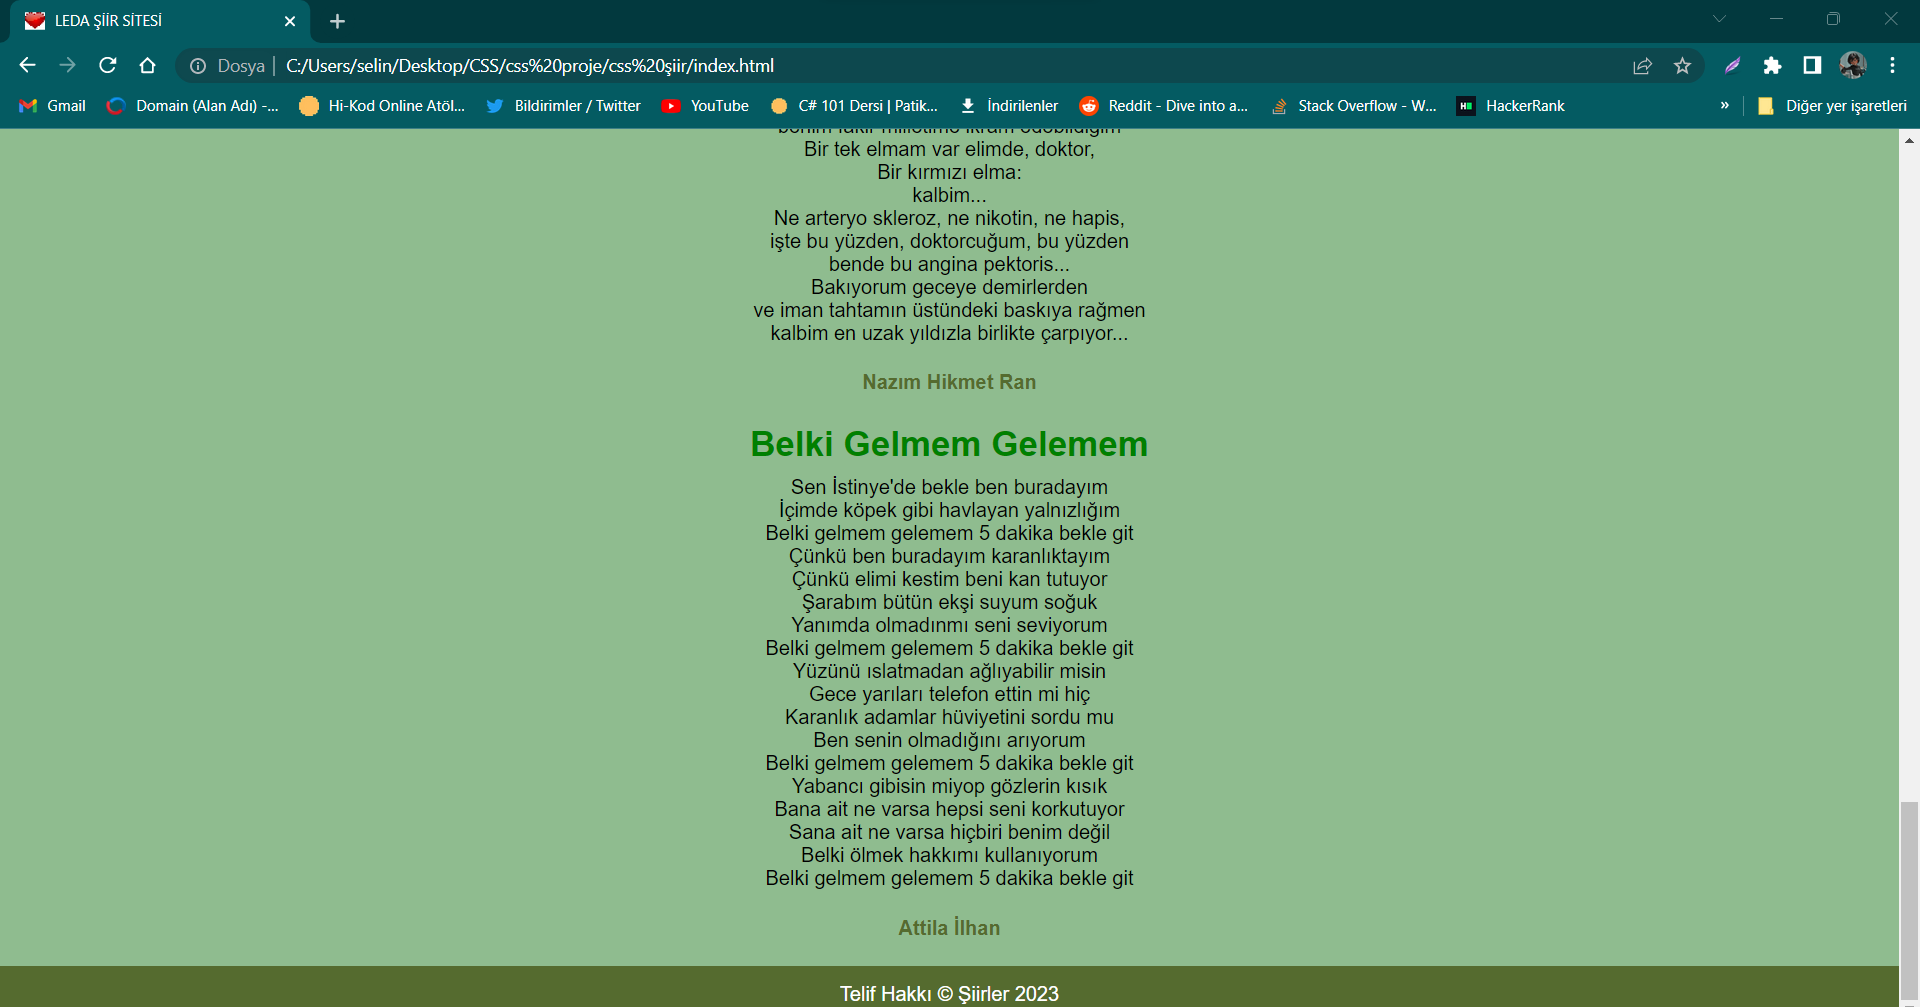 LEDA ŞİİR SİTESİ
Dosya | C:/Users/selin/Desktop/CSS/css%20proje/css%20şiir/index.html
Gmail Domain (Alan Adı) -... Hi-Kod Online Atöl... Bildirimler / Twitter YouTube C# 101 Dersi | Patik... İndirilenler Reddit - Dive into a... Stack Overflow - W... HackerRank » Diğer yer işaretleri
Bir tek elmam var elimde, doktor,
Bir kırmızı elma:
kalbim...
Ne arteryo skleroz, ne nikotin, ne hapis,
işte bu yüzden, doktorcuğum, bu yüzden
bende bu angina pektoris...
Bakıyorum geceye demirlerden
ve iman tahtamın üstündeki baskıya rağmen
kalbim en uzak yıldızla birlikte çarpıyor...
Nazım Hikmet Ran
Belki Gelmem Gelemem
Sen İstinye'de bekle ben buradayım
İçimde köpek gibi havlayan yalnızlığım
Belki gelmem gelemem 5 dakika bekle git
Çünkü ben buradayım karanlıktayım
Çünkü elimi kestim beni kan tutuyor
Şarabım bütün ekşi suyum soğuk
Yanımda olmadınmı seni seviyorum
Belki gelmem gelemem 5 dakika bekle git
Yüzünü ıslatmadan ağlıyabilir misin
Gece yarıları telefon ettin mi hiç
Karanlık adamlar hüviyetini sordu mu
Ben senin olmadığını arıyorum
Belki gelmem gelemem 5 dakika bekle git
Yabancı gibisin miyop gözlerin kısık
Bana ait ne varsa hepsi seni korkutuyor
Sana ait ne varsa hiçbiri benim değil
Belki ölmek hakkımı kullanıyorum
Belki gelmem gelemem 5 dakika bekle git
Attila İlhan
Telif Hakkı © Şiirler 2023